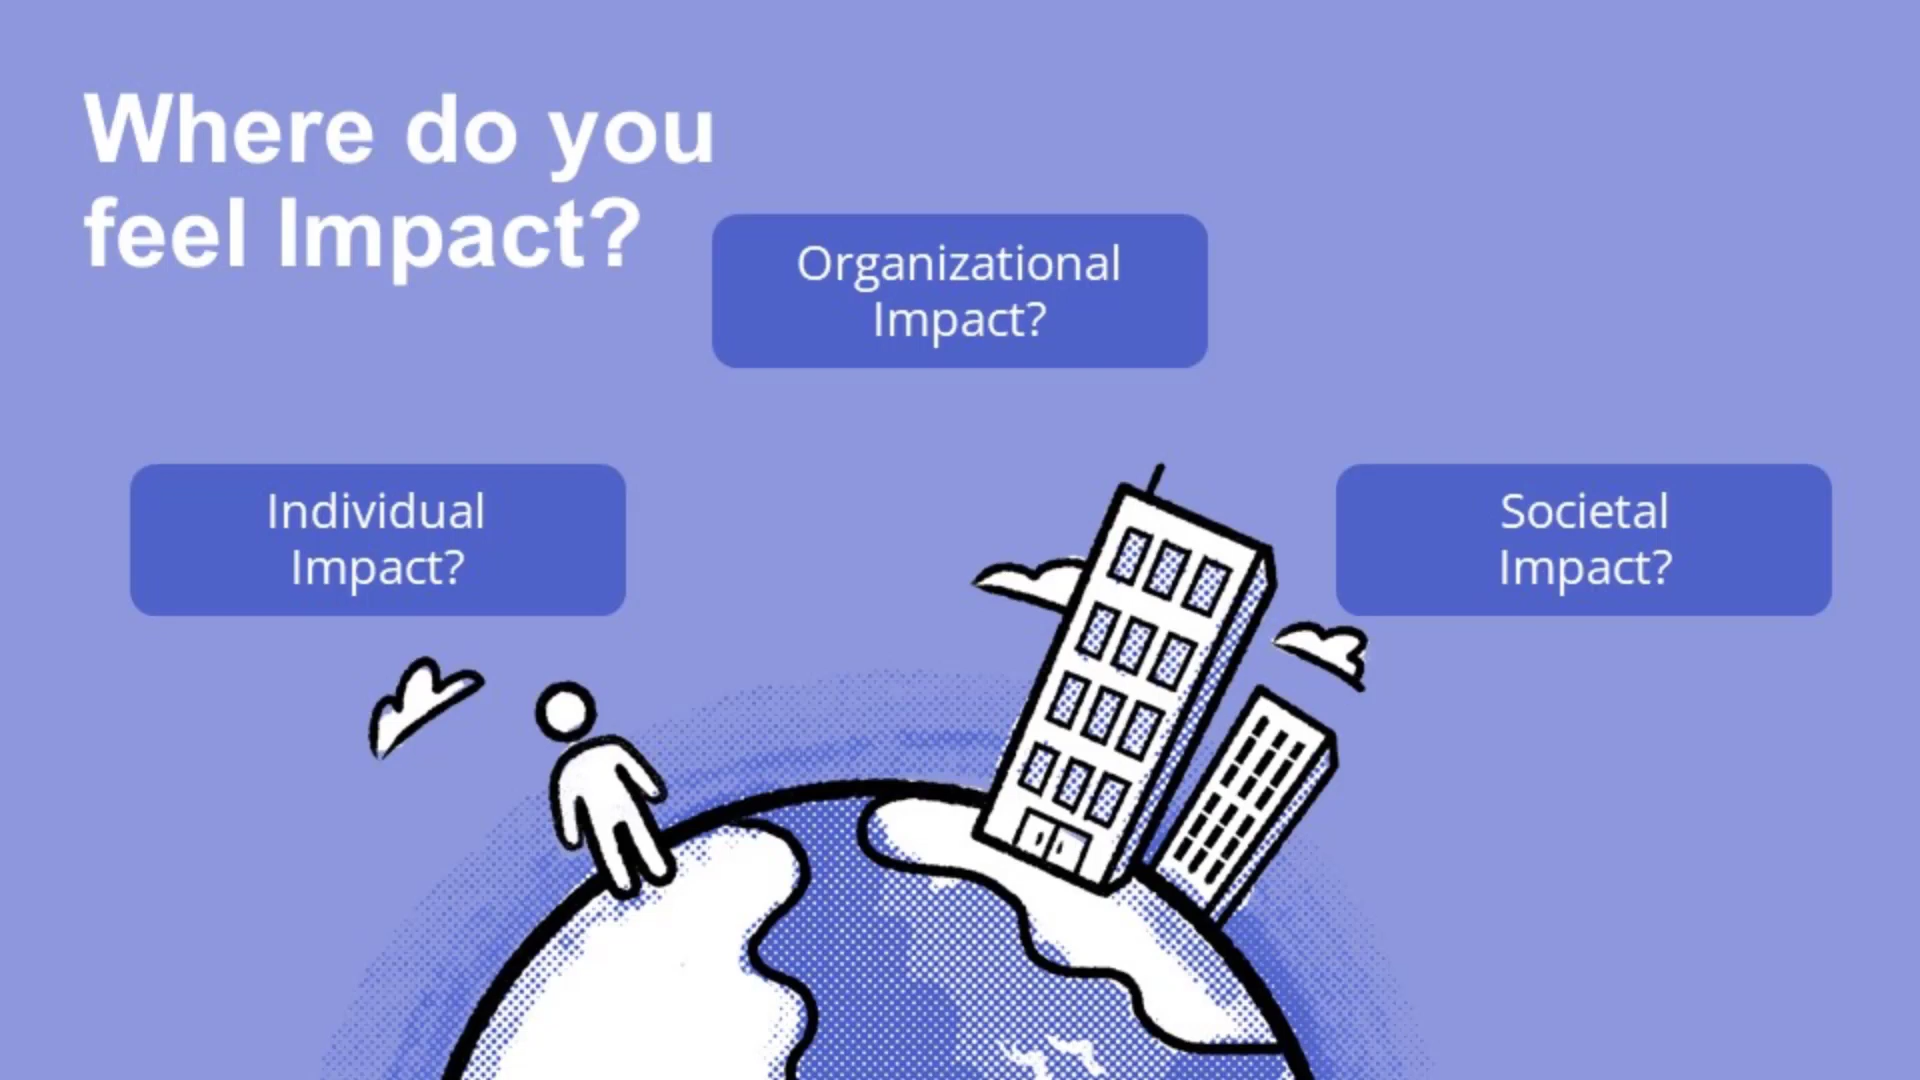 Where do you
feel Impact?
Organizational
Impact?
Individual
Impact?
Societal
Impact?